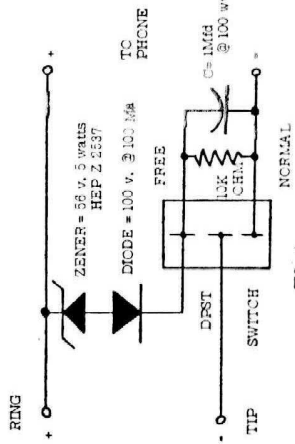 RING
+
+
ZENER = 56 v. 5 watts
HEP Z 2537
TO
PHONE
DIODE = 100 v. @ 100 Ma
FREE
C= 1Mfd
@ 100 w
10K
OHM
DPST
SWITCH
NORMAL
-
TIP
-